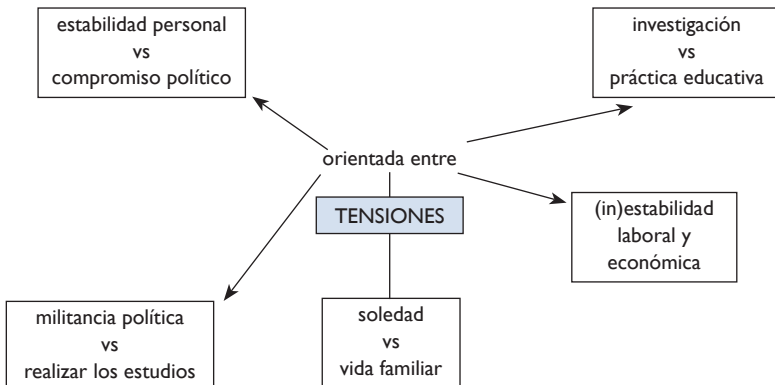 estabilidad personal
vs
compromiso político
investigación
vs
práctica educativa
orientada entre
TENSIONES
(in)estabilidad
laboral y
económica
militancia política
vs
realizar los estudios
soledad
vs
vida familiar